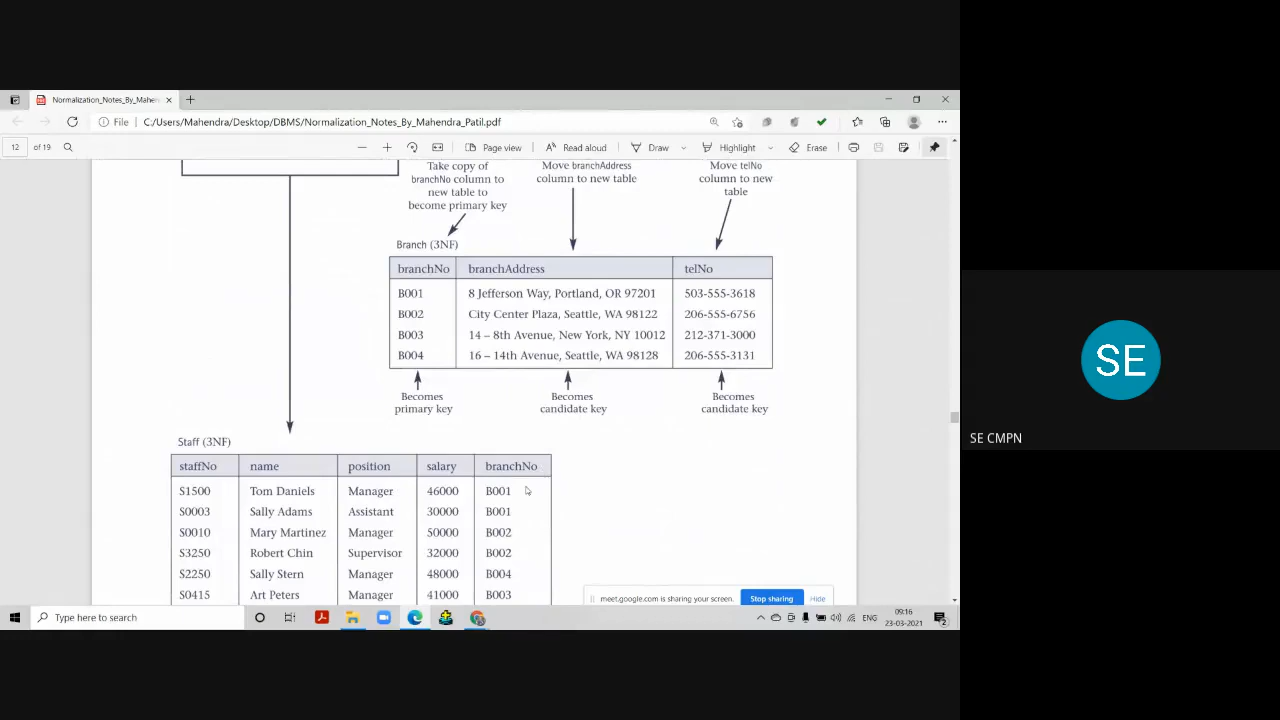 Normalization_Notes_By_Mahen
File C:/Users/Mahendra/Desktop/DBMS/Normalization_Notes_By_Mahendra_Patil.pdf
12 of 19 Page view Read aloud Draw Highlight Erase
Take copy of
branchNo column to
new table to
become primary key
Move branchAddress
column to new table
Move telNo
column to new
table
Branch (3NF)
branchNo branchAddress telNo
B001 8 Jefferson Way, Portland, OR 97201 503-555-3618
B002 City Center Plaza, Seattle, WA 98122 206-555-6756
B003 14 – 8th Avenue, New York, NY 10012 212-371-3000
B004 16 – 14th Avenue, Seattle, WA 98128 206-555-3131
Becomes
primary key
Becomes
candidate key
Becomes
candidate key
Staff (3NF)
staffNo name position salary branchNo
S1500 Tom Daniels Manager 46000 B001
S0003 Sally Adams Assistant 30000 B001
S0010 Mary Martinez Manager 50000 B002
S3250 Robert Chin Supervisor 32000 B002
S2250 Sally Stern Manager 48000 B004
S0415 Art Peters Manager 41000 B003
meet.google.com is sharing your screen. Stop sharing Hide
Type here to search
ENG
09:16
23-03-2021
2
SE
SE CMPN